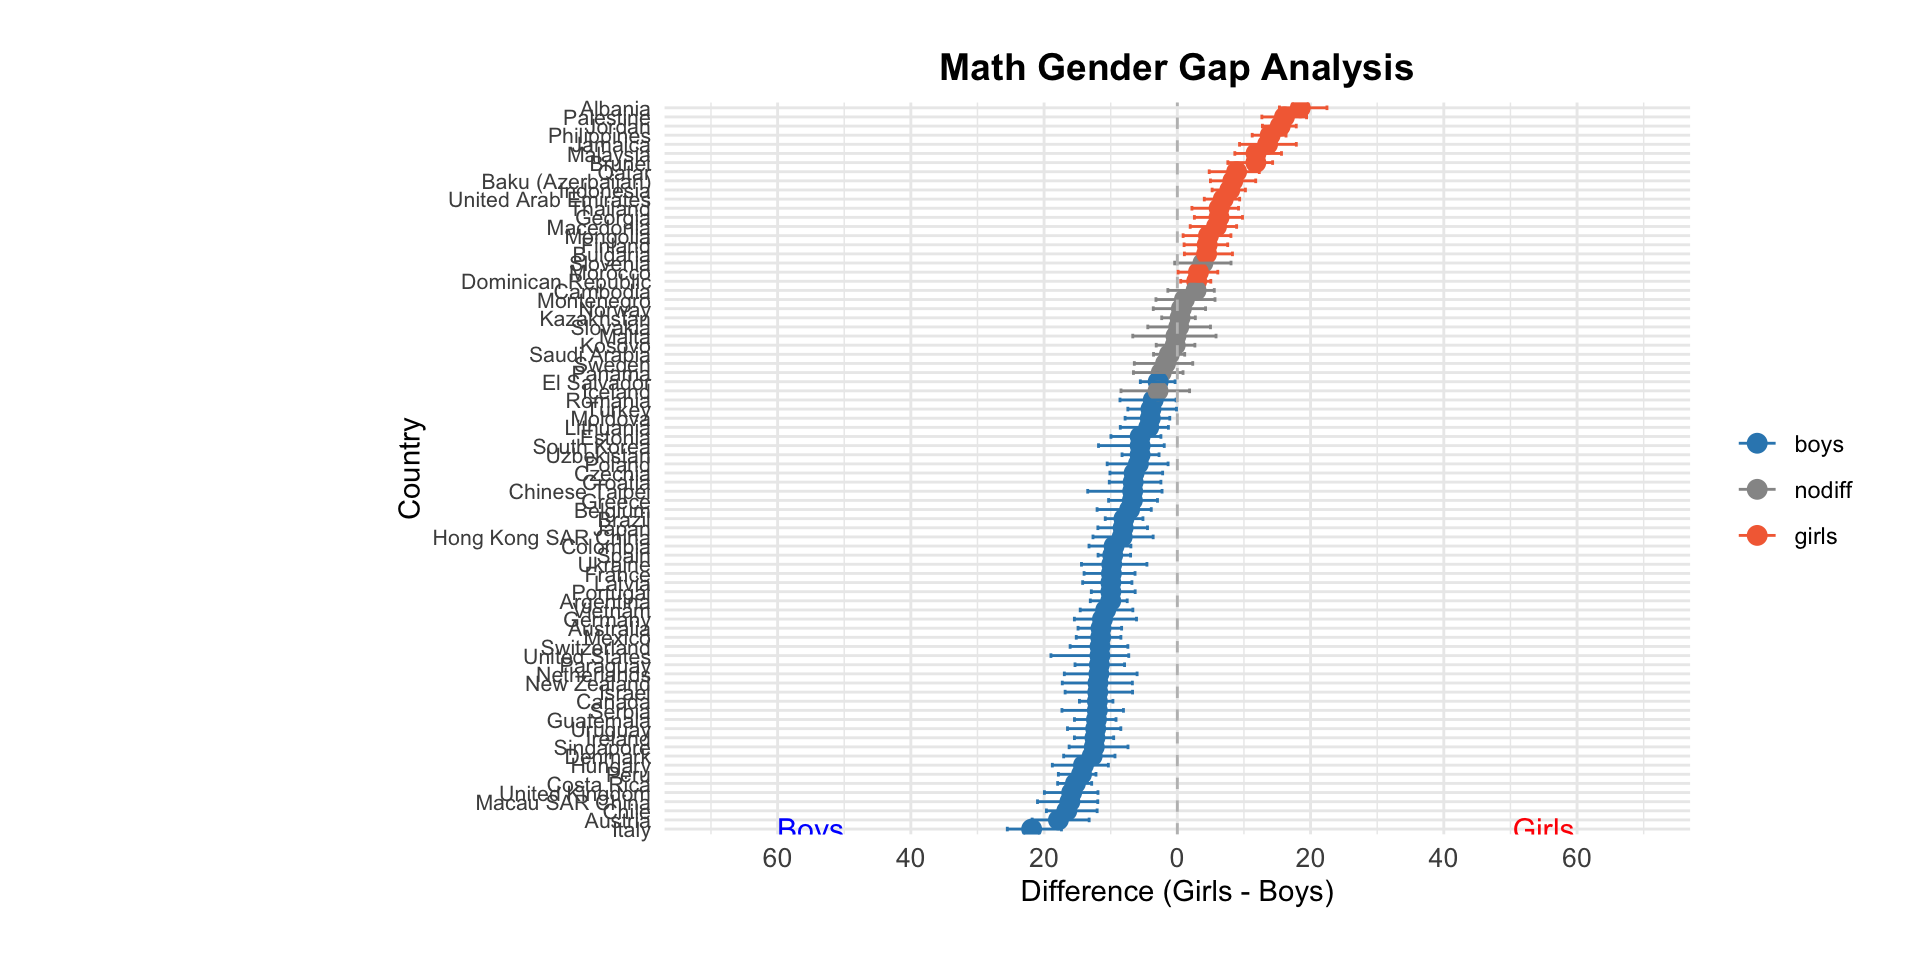 Math Gender Gap Analysis
Albania
Palestine
Jordan
Philippines
Jamaica
Malaysia
Brunei
Qatar
Baku (Azerbaijan)
Indonesia
United Arab Emirates
Thailand
Georgia
Macedonia
Mongolia
Finland
Bulgaria
Slovenia
Morocco
Dominican Republic
Cambodia
Montenegro
Norway
Kazakhstan
Slovakia
Malta
Kosovo
Saudi Arabia
Sweden
Panama
El Salvador
Iceland
Romania
Turkey
Moldova
Lithuania
Estonia
South Korea
Uzbekistan
Poland
Czechia
Croatia
Chinese Taipei
Greece
Belgium
Brazil
Japan
Hong Kong SAR China
Colombia
Spain
Ukraine
France
Latvia
Portugal
Argentina
Vietnam
Germany
Australia
Mexico
Switzerland
United States
Paraguay
Netherlands
New Zealand
Israel
Canada
Serbia
Guatemala
Uruguay
Ireland
Singapore
Denmark
Hungary
Peru
Costa Rica
United Kingdom
Macau SAR China
Chile
Austria
Italy
Country
Boys
Girls
60 40 20 0 20 40 60
Difference (Girls - Boys)
boys
nodiff
girls